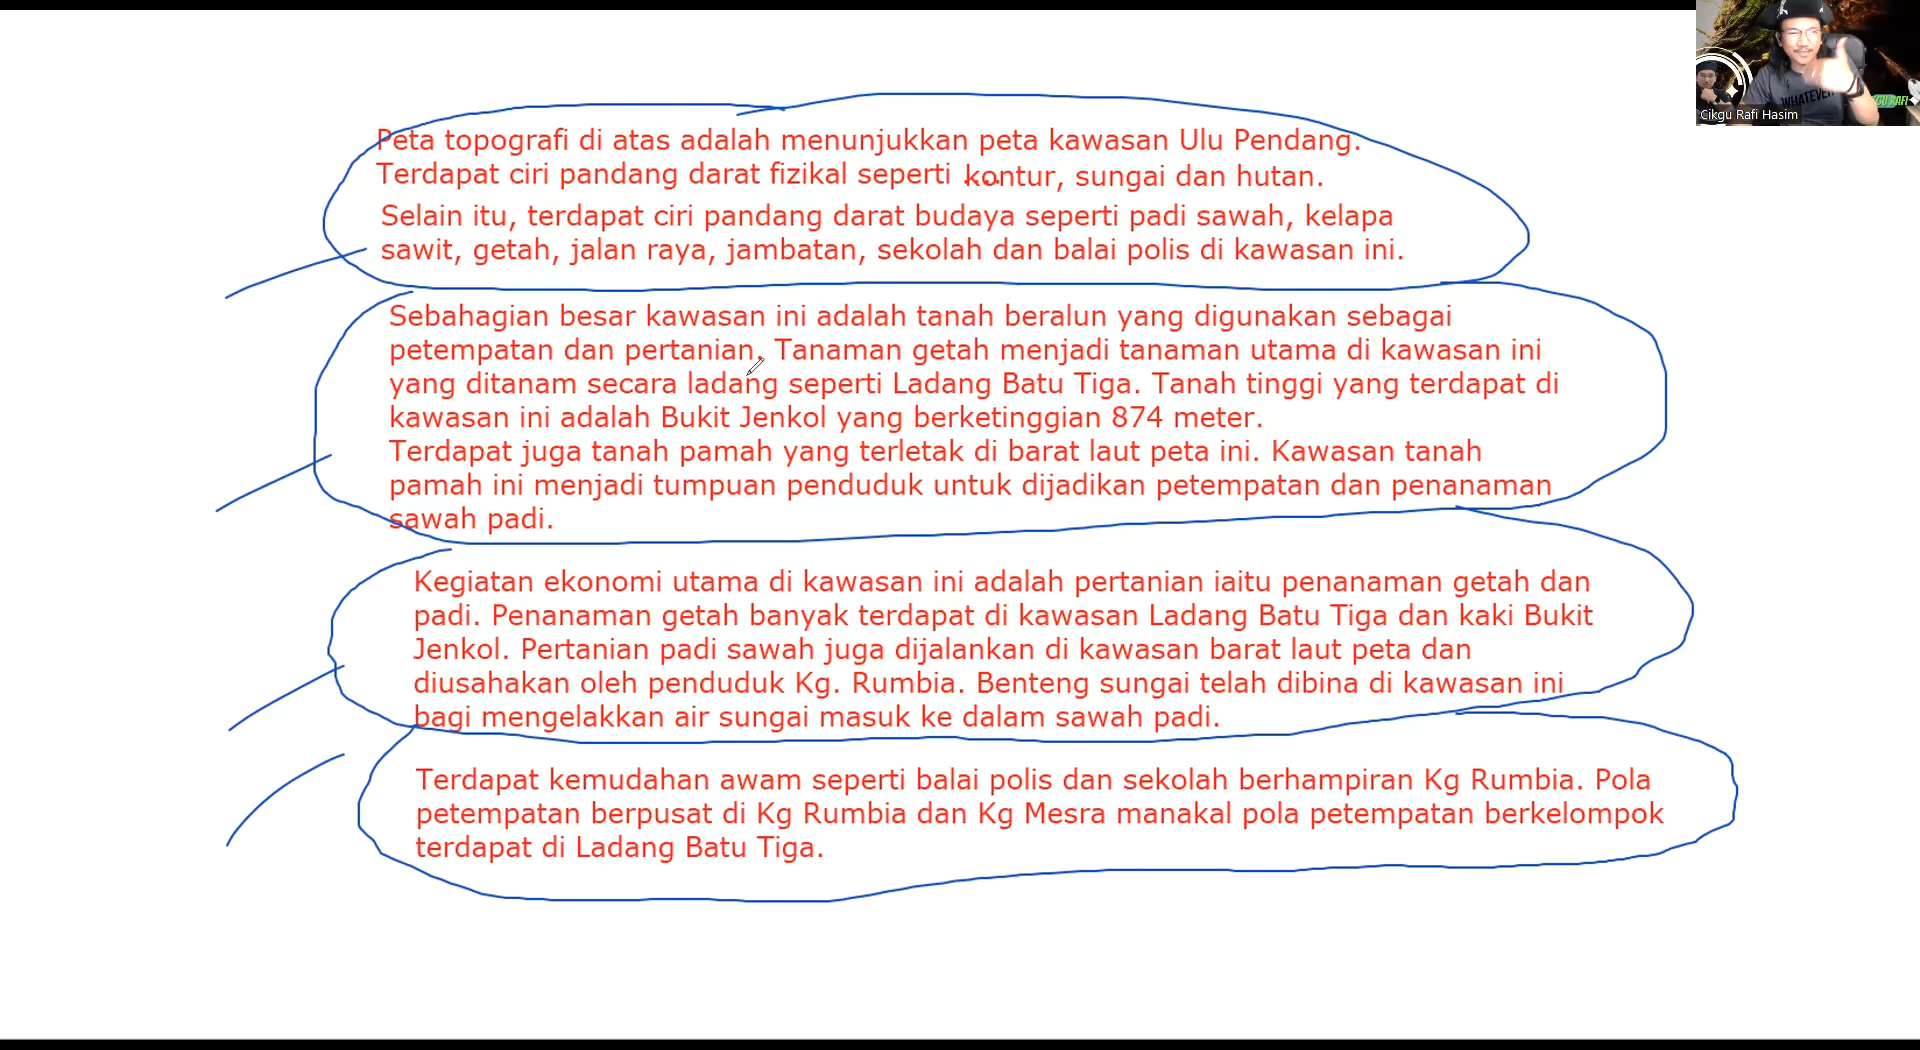 Peta topografi di atas adalah menunjukkan peta kawasan Ulu Pendang.
Terdapat ciri pandang darat fizikal seperti kontur, sungai dan hutan.
Selain itu, terdapat ciri pandang darat budaya seperti padi sawah, kelapa
sawit, getah, jalan raya, jambatan, sekolah dan balai polis di kawasan ini.
Sebahagian besar kawasan ini adalah tanah beralun yang digunakan sebagai
petempatan dan pertanian. Tanaman getah menjadi tanaman utama di kawasan ini
yang ditanam secara ladang seperti Ladang Batu Tiga. Tanah tinggi yang terdapat di
kawasan ini adalah Bukit Jenkol yang berketinggian 874 meter.
Terdapat juga tanah pamah yang terletak di barat laut peta ini. Kawasan tanah
pamah ini menjadi tumpuan penduduk untuk dijadikan petempatan dan penanaman
sawah padi.
Kegiatan ekonomi utama di kawasan ini adalah pertanian iaitu penanaman getah dan
padi. Penanaman getah banyak terdapat di kawasan Ladang Batu Tiga dan kaki Bukit
Jenkol. Pertanian padi sawah juga dijalankan di kawasan barat laut peta dan
diusahakan oleh penduduk Kg. Rumbia. Benteng sungai telah dibina di kawasan ini
bagi mengelakkan air sungai masuk ke dalam sawah padi.
Terdapat kemudahan awam seperti balai polis dan sekolah berhampiran Kg Rumbia. Pola
petempatan berpusat di Kg Rumbia dan Kg Mesra manakal pola petempatan berkelompok
terdapat di Ladang Batu Tiga.
WHATEVER
GU RAFI
Cikgu Rafi Hasim